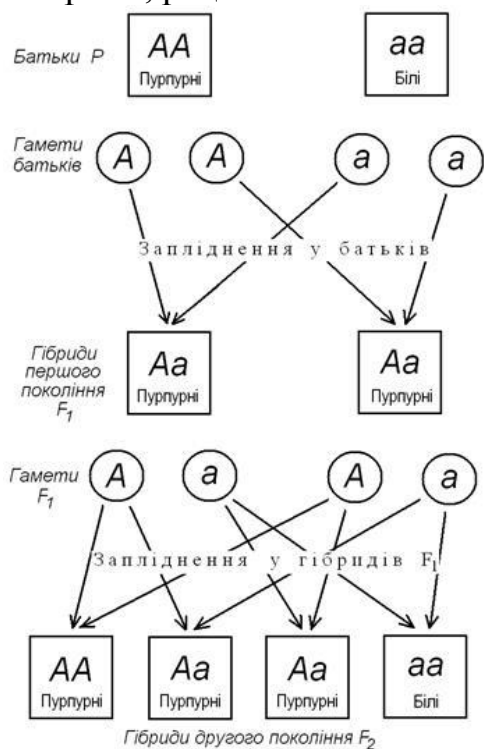 Батьки P
AA
Пурпурні
aa
Білі
Гамети
батьків
A A a a
Запліднення у батьків
Гібриди
першого
покоління
F1
Aa
Пурпурні
Aa
Пурпурні
Гамети
F1
A a A a
Запліднення у гібридів F1
AA
Пурпурні
Aa
Пурпурні
Aa
Пурпурні
aa
Білі
Гібриди другого покоління F2